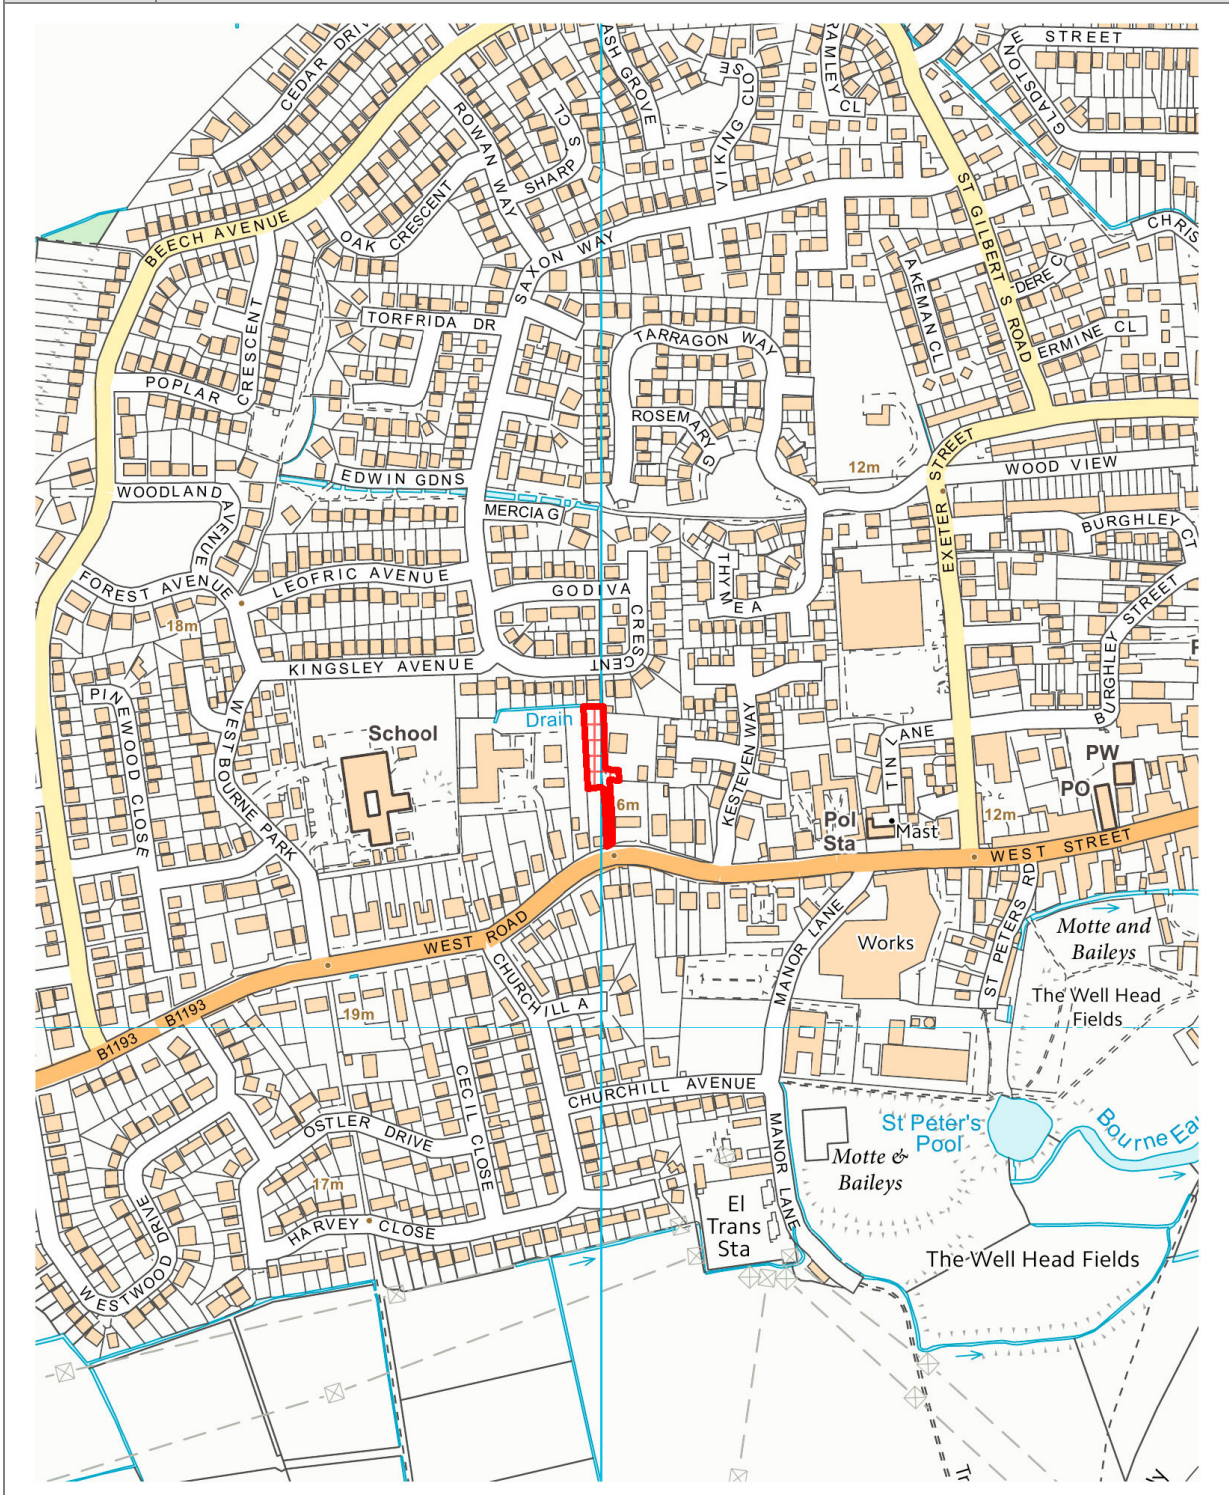 CEDAR DRI
ASH GROVE
RAMLEY CL
GLADSTONE
STREET
ROWAN WAY
SHARP'S CL
VIKING CLOSE
BEECH AVENUE
OAK CRESCENT
SAXON WAY
ST GILBERT'S ROAD
CHRIS
AKEMAN CL
DERE C
ERMINE CL
TORFRIDA DR
TARRAGON WAY
POPLAR CRESCENT
ROSEMARY G
12m
EXETER STREET
WOOD VIEW
EDWIN GDNS
WOODLAND AVENUE
MERCIA G
BURGHLEY CT
FOREST AVENUE
LEOFRIC AVENUE
THYM
E A
GODIVA CRESCENT
18m
BURGHLEY STREET
KINGSLEY AVENUE
PINEWOOD CLOSE
WESTBOURNE PARK
School
Drain
KESTEVEN WAY
TIN LANE
PW
PO
6m
Pol
Sta
Mast
12m
WEST STREET
WEST ROAD
MANOR LANE
Works
ST PETERS RD
Motte and
Baileys
CHURCHILL A
The Well Head
Fields
B1193
B1193
19m
CECIL CLOSE
CHURCHILL AVENUE
OSTLER DRIVE
MANOR LANE
St Peter's
Pool
Bourne Ea
Motte &
Baileys
17m
El
Trans
Sta
HARVEY CLOSE
WESTWOOD DRIVE
The Well Head Fields
Tr